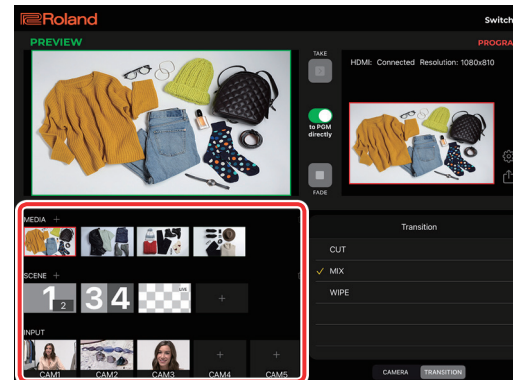 Roland
Switch
PREVIEW
PROGRA
TAKE
HDMI: Connected Resolution: 1080x810
to PGM
directly
FADE
MEDIA +
Transition
CUT
SCENE +
✓ MIX
1 2 3 4 LIVE +
WIPE
INPUT
+ +
CAM1 CAM2 CAM3 CAM4 CAM5
CAMERA TRANSITION